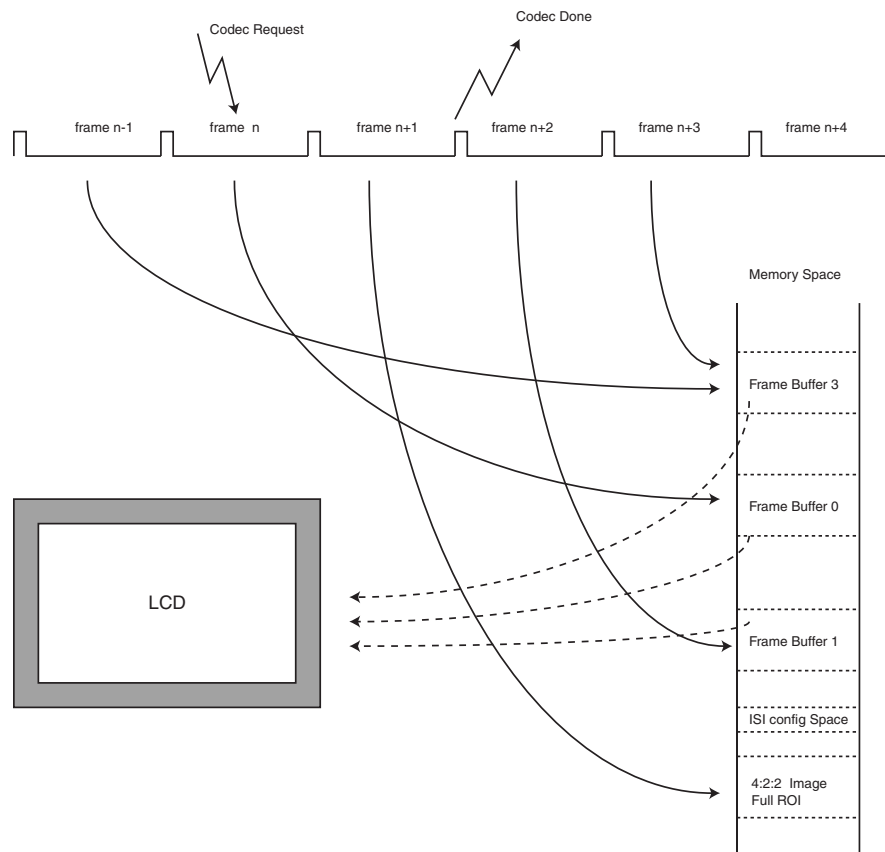 Codec Request
Codec Done
frame n-1
frame n
frame n+1
frame n+2
frame n+3
frame n+4
Memory Space
Frame Buffer 3
Frame Buffer 0
LCD
Frame Buffer 1
ISI config Space
4:2:2 Image
Full ROI